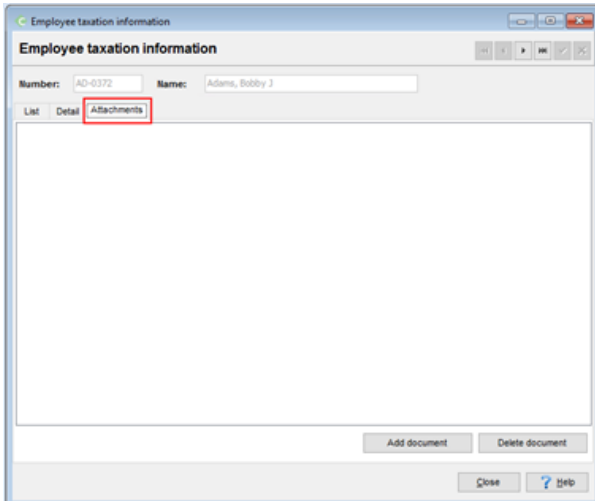 Employee taxation information
Employee taxation information
Number: AD-0372 Name: Adams, Bobby J
List Detail Attachments
Add document Delete document
Close ? Help